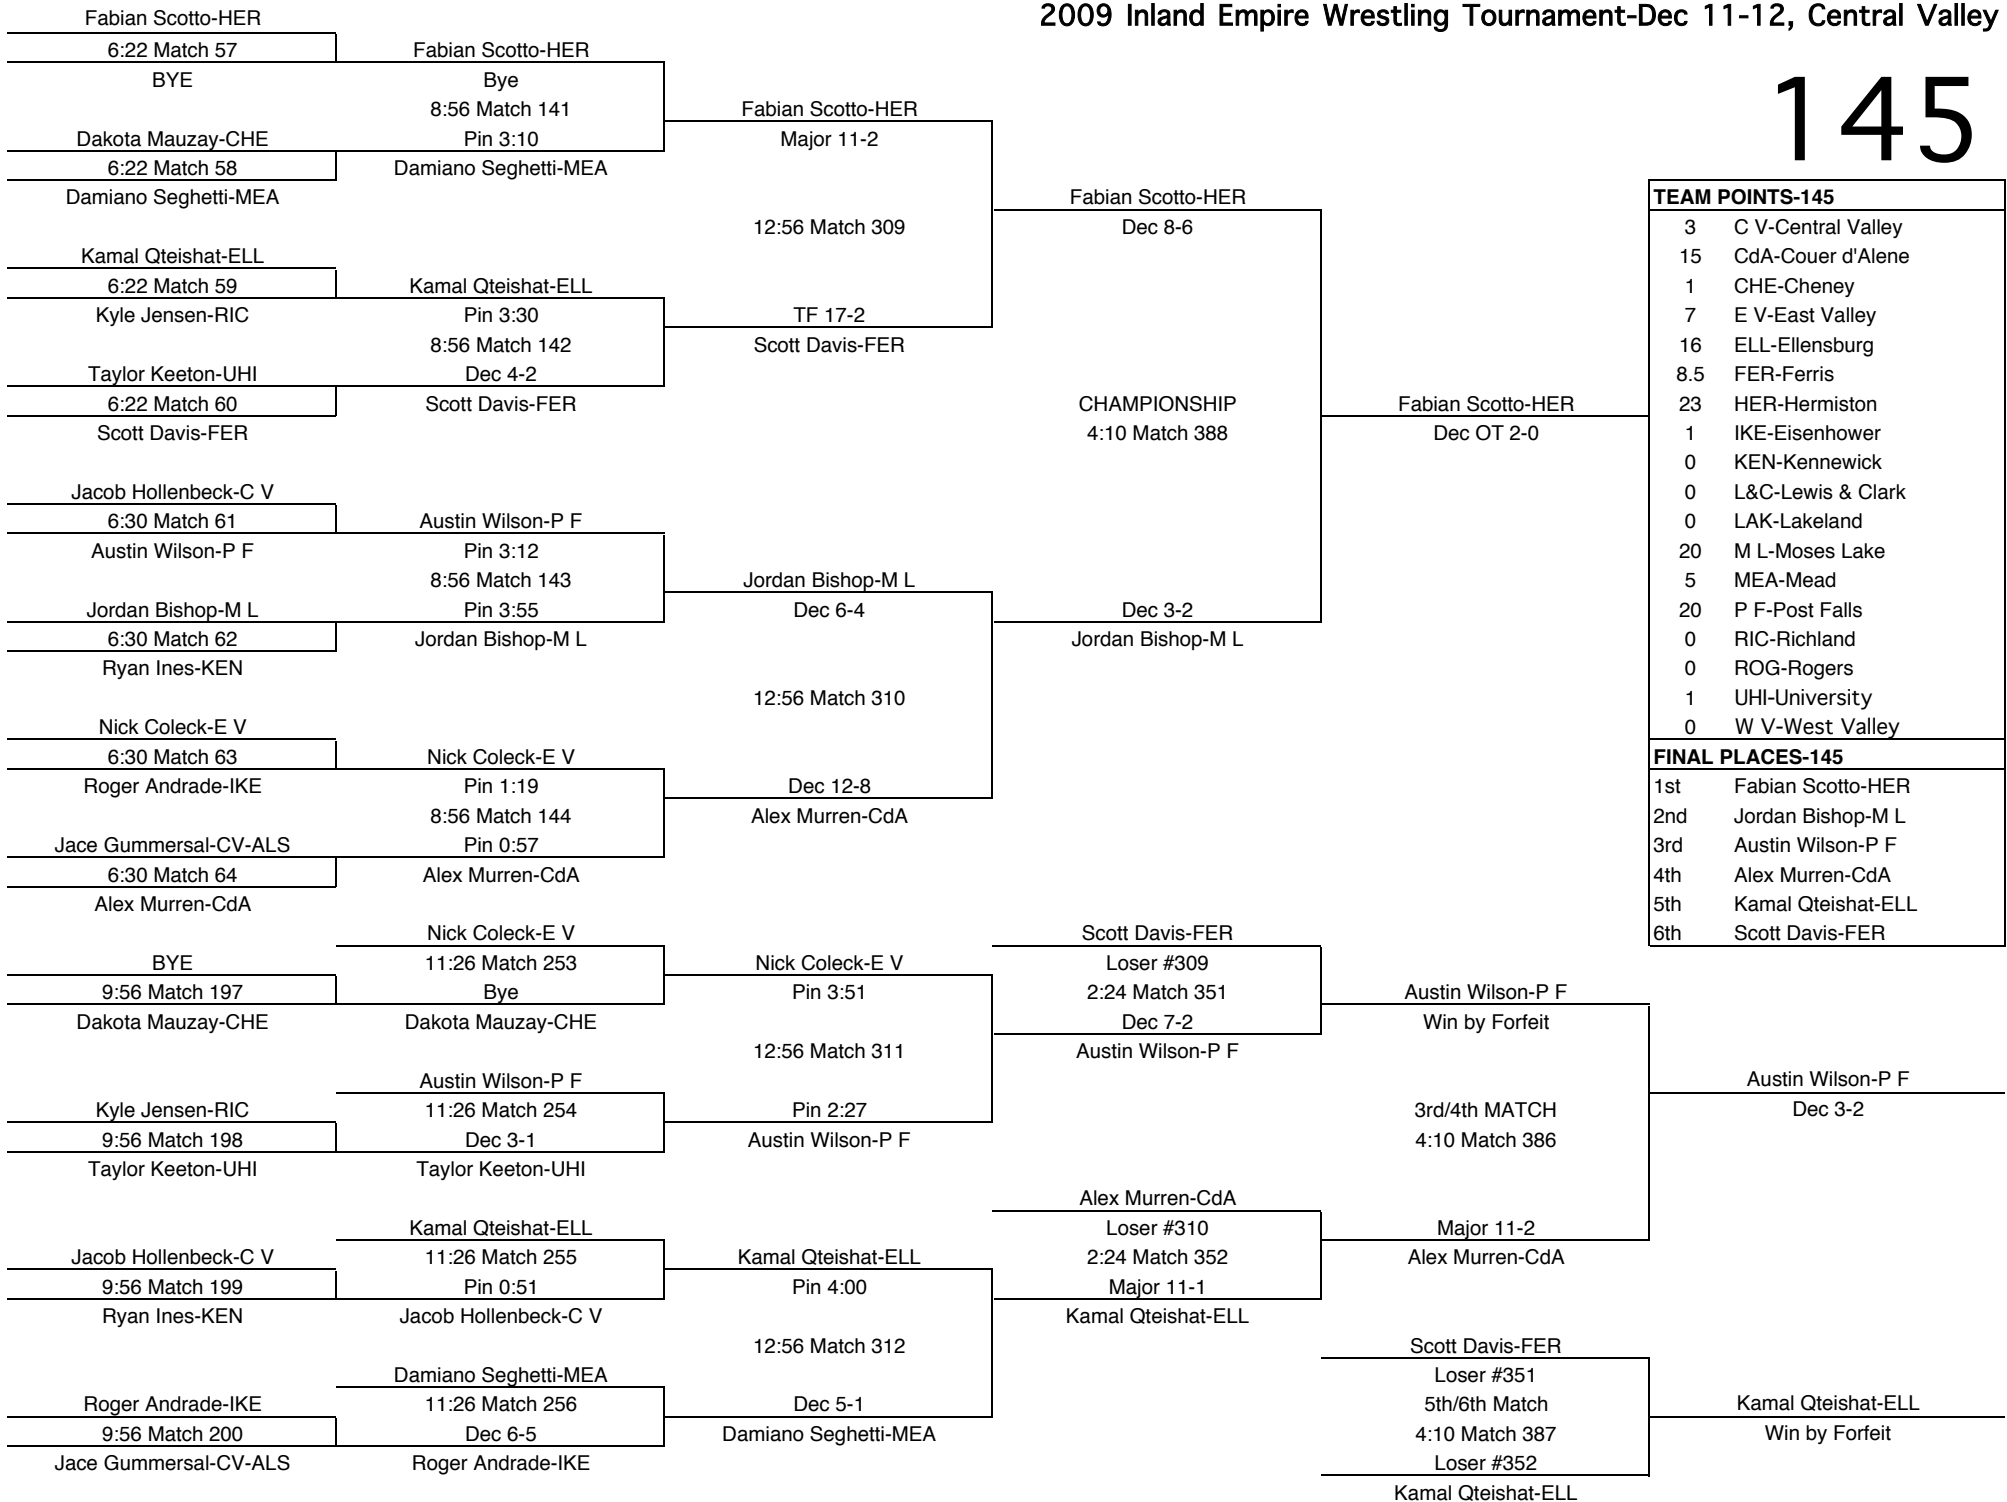 2009 Inland Empire Wrestling Tournament-Dec 11-12, Central Valley
145
Fabian Scotto-HER
6:22 Match 57
BYE
Dakota Mauzay-CHE
6:22 Match 58
Damiano Seghetti-MEA
Kamal Qteishat-ELL
6:22 Match 59
Kyle Jensen-RIC
Taylor Keeton-UHI
6:22 Match 60
Scott Davis-FER
Jacob Hollenbeck-C V
6:30 Match 61
Austin Wilson-P F
Jordan Bishop-M L
6:30 Match 62
Ryan Ines-KEN
Nick Coleck-E V
6:30 Match 63
Roger Andrade-IKE
Jace Gummersal-CV-ALS
6:30 Match 64
Alex Murren-CdA
BYE
9:56 Match 197
Dakota Mauzay-CHE
Kyle Jensen-RIC
9:56 Match 198
Taylor Keeton-UHI
Jacob Hollenbeck-C V
9:56 Match 199
Ryan Ines-KEN
Roger Andrade-IKE
9:56 Match 200
Jace Gummersal-CV-ALS
Fabian Scotto-HER
Bye
8:56 Match 141
Pin 3:10
Damiano Seghetti-MEA
Kamal Qteishat-ELL
Pin 3:30
8:56 Match 142
Dec 4-2
Scott Davis-FER
Austin Wilson-P F
Pin 3:12
8:56 Match 143
Pin 3:55
Jordan Bishop-M L
Nick Coleck-E V
Pin 1:19
8:56 Match 144
Pin 0:57
Alex Murren-CdA
Nick Coleck-E V
11:26 Match 253
Bye
Dakota Mauzay-CHE
Austin Wilson-P F
11:26 Match 254
Dec 3-1
Taylor Keeton-UHI
Kamal Qteishat-ELL
11:26 Match 255
Pin 0:51
Jacob Hollenbeck-C V
Damiano Seghetti-MEA
11:26 Match 256
Dec 6-5
Roger Andrade-IKE
Fabian Scotto-HER
Major 11-2
12:56 Match 309
TF 17-2
Scott Davis-FER
Jordan Bishop-M L
Dec 6-4
12:56 Match 310
Dec 12-8
Alex Murren-CdA
Nick Coleck-E V
Pin 3:51
12:56 Match 311
Pin 2:27
Austin Wilson-P F
Kamal Qteishat-ELL
Pin 4:00
12:56 Match 312
Dec 5-1
Damiano Seghetti-MEA
Fabian Scotto-HER
Dec 8-6
CHAMPIONSHIP
4:10 Match 388
Dec 3-2
Jordan Bishop-M L
Scott Davis-FER
Loser #309
2:24 Match 351
Dec 7-2
Austin Wilson-P F
Alex Murren-CdA
Loser #310
2:24 Match 352
Major 11-1
Kamal Qteishat-ELL
Fabian Scotto-HER
Dec OT 2-0
Austin Wilson-P F
Win by Forfeit
3rd/4th MATCH
4:10 Match 386
Major 11-2
Alex Murren-CdA
Scott Davis-FER
Loser #351
5th/6th Match
4:10 Match 387
Loser #352
Kamal Qteishat-ELL
TEAM POINTS-145
3 C V-Central Valley
15 CdA-Couer d'Alene
1 CHE-Cheney
7 E V-East Valley
16 ELL-Ellensburg
8.5 FER-Ferris
23 HER-Hermiston
1 IKE-Eisenhower
0 KEN-Kennewick
0 L&C-Lewis & Clark
0 LAK-Lakeland
20 M L-Moses Lake
5 MEA-Mead
20 P F-Post Falls
0 RIC-Richland
0 ROG-Rogers
1 UHI-University
0 W V-West Valley
FINAL PLACES-145
1st Fabian Scotto-HER
2nd Jordan Bishop-M L
3rd Austin Wilson-P F
4th Alex Murren-CdA
5th Kamal Qteishat-ELL
6th Scott Davis-FER
Austin Wilson-P F
Dec 3-2
Kamal Qteishat-ELL
Win by Forfeit